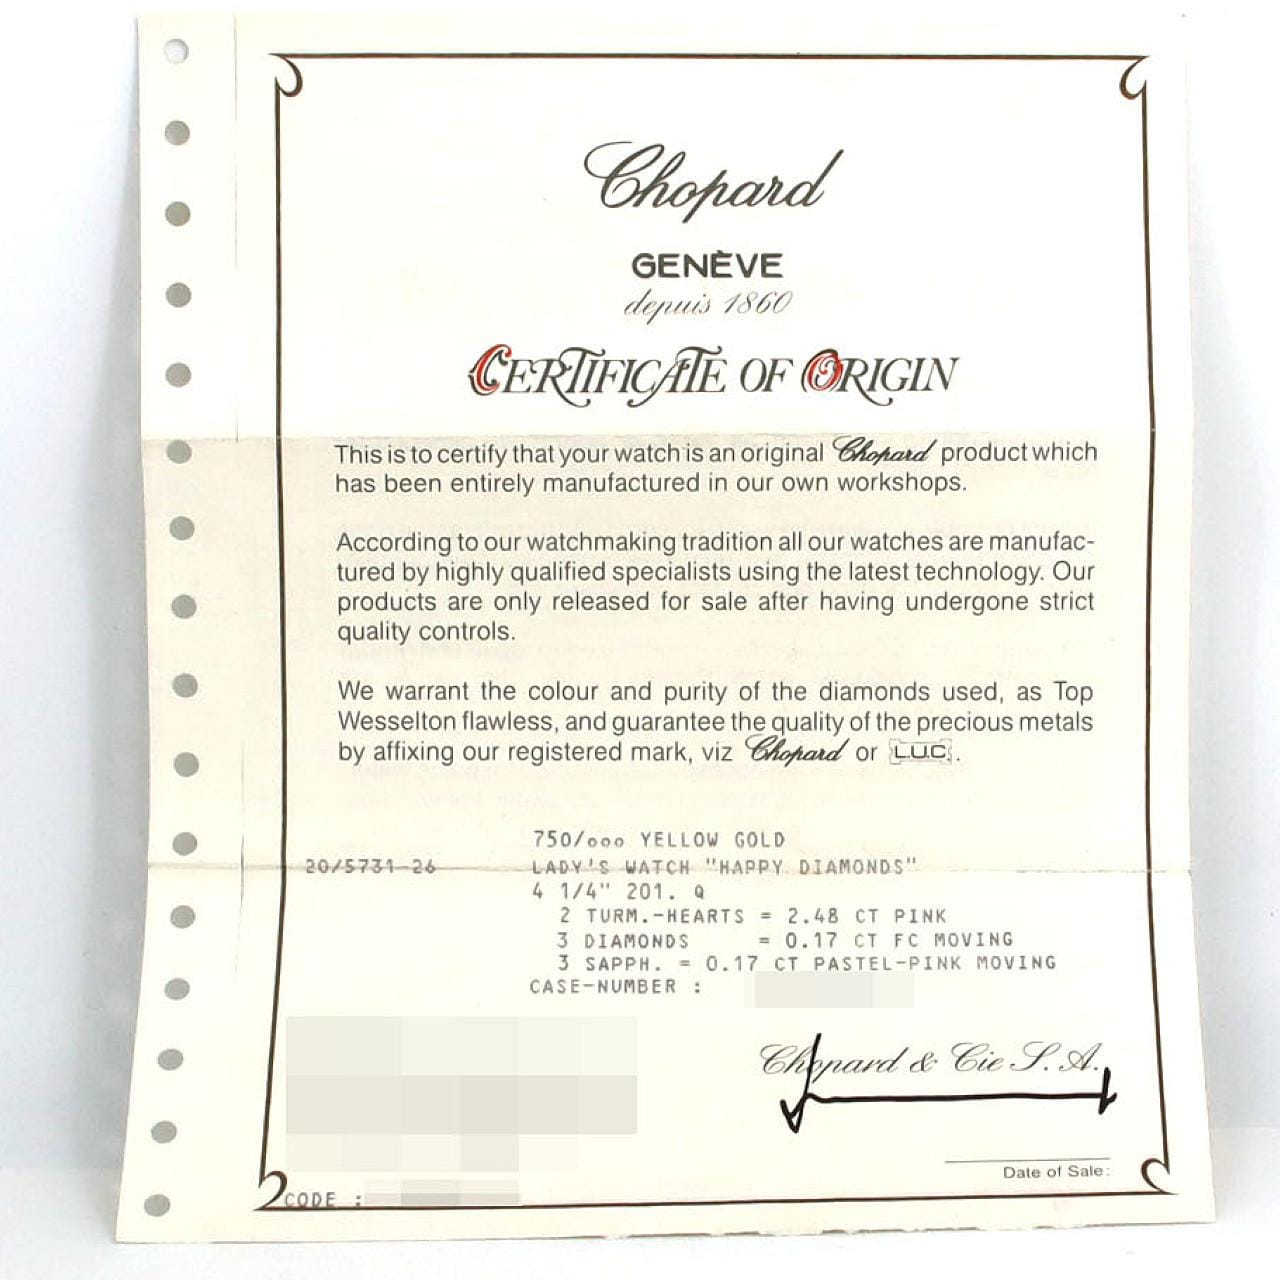 Chopard
GENÈVE
depuis 1860
CERTIFICATE OF ORIGIN
This is to certify that your watch is an original Chopard product which
has been entirely manufactured in our own workshops.
According to our watchmaking tradition all our watches are manufac-
tured by highly qualified specialists using the latest technology. Our
products are only released for sale after having undergone strict
quality controls.
We warrant the colour and purity of the diamonds used, as Top
Wesselton flawless, and guarantee the quality of the precious metals
by affixing our registered mark, viz Chopard or L.U.C.
750/ooo YELLOW GOLD
20/5731-26 LADY'S WATCH "HAPPY DIAMONDS"
4 1/4" 201. Q
2 TURM.-HEARTS = 2.48 CT PINK
3 DIAMONDS = 0.17 CT FC MOVING
3 SAPPH. = 0.17 CT PASTEL-PINK MOVING
CASE-NUMBER :
Chopard & Cie S.A.
Date of Sale:
CODE :